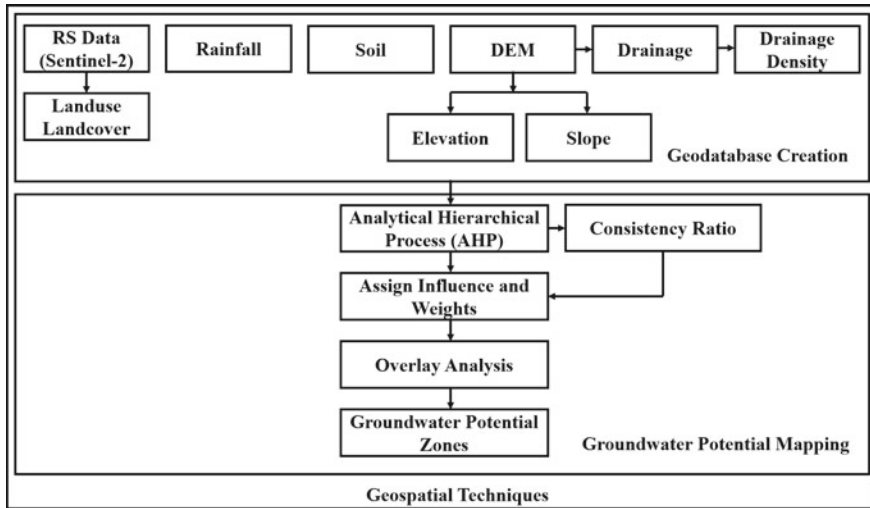 RS Data
(Sentinel-2)
Rainfall
Soil
DEM
Drainage
Drainage
Density
Landuse
Landcover
Elevation
Slope
Geodatabase Creation
Analytical Hierarchical
Process (AHP)
Consistency Ratio
Assign Influence and
Weights
Overlay Analysis
Groundwater Potential
Zones
Groundwater Potential Mapping
Geospatial Techniques